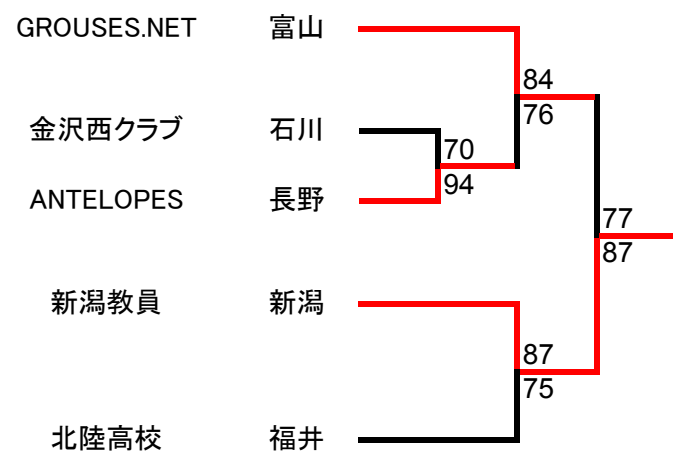 GROUSES.NET 富山
84
76
金沢西クラブ 石川
70
94
ANTELOPES 長野
77
87
新潟教員 新潟
87
75
北陸高校 福井